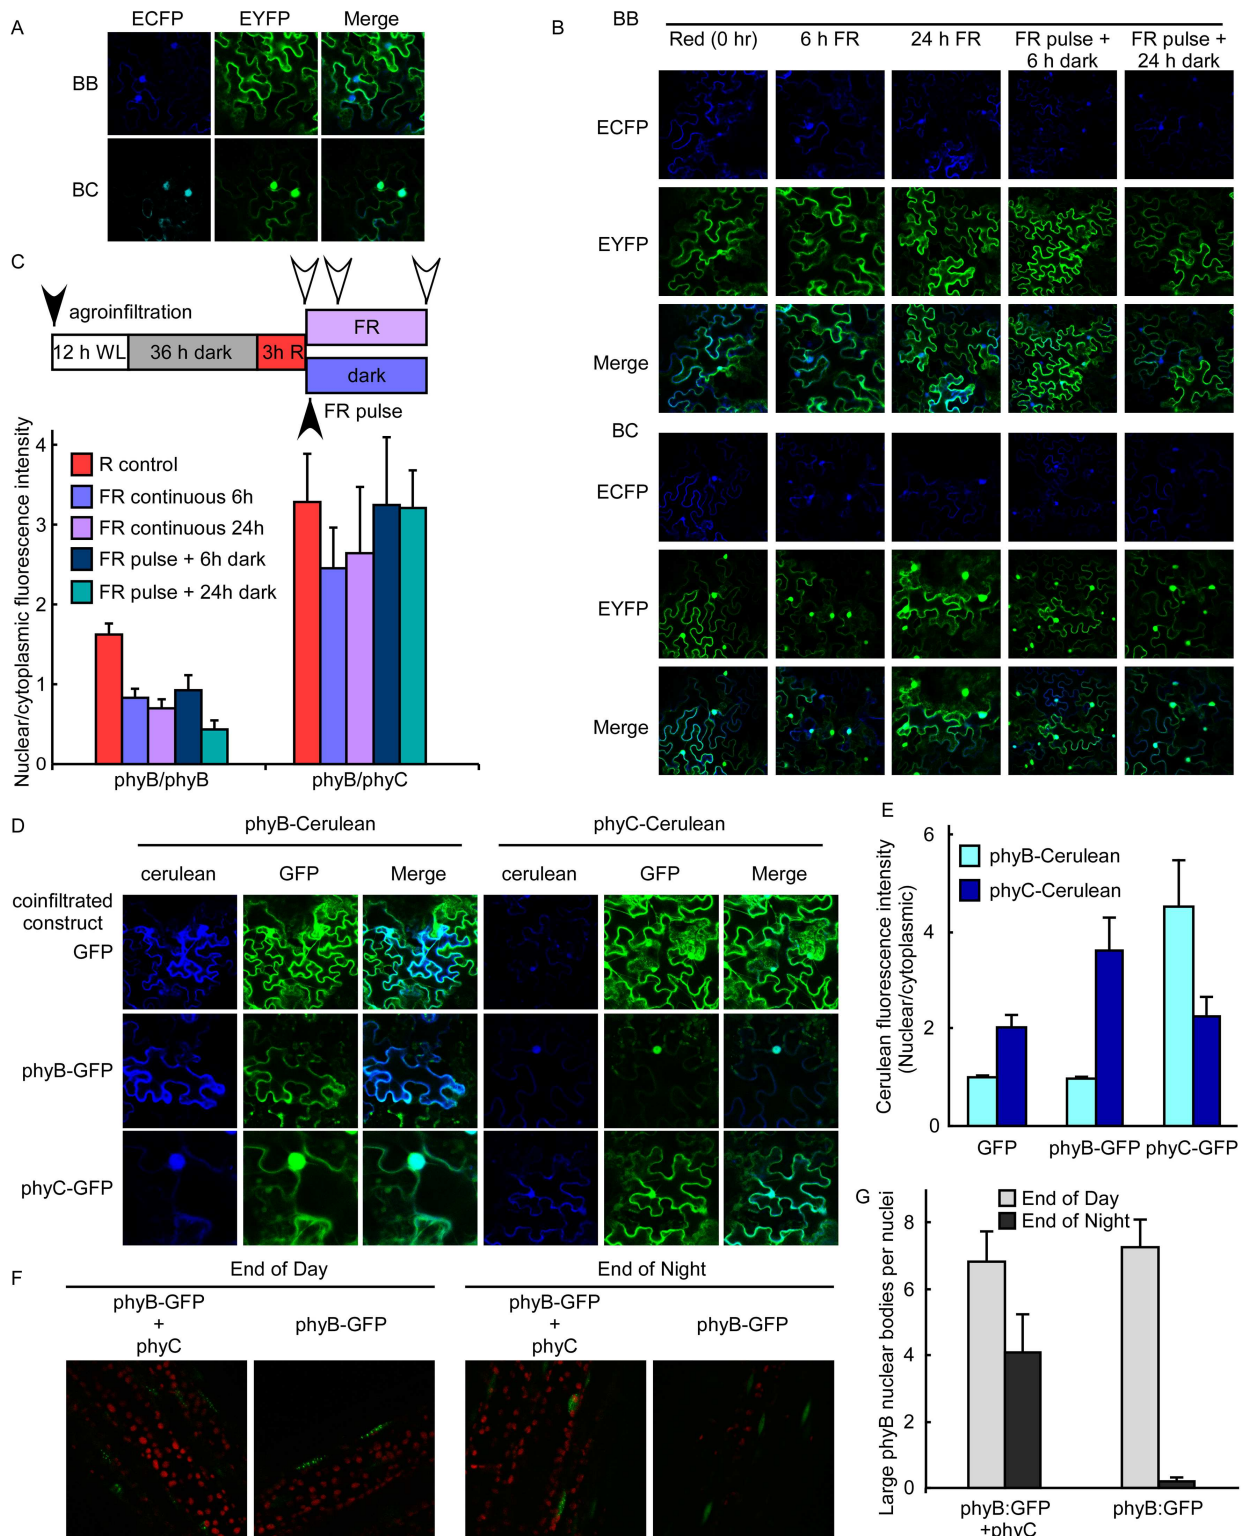 A
ECFP EYFP Merge
BB
BC
B
BB
Red (0 hr) 6 h FR 24 h FR FR pulse + 6 h dark FR pulse + 24 h dark
ECFP
EYFP
Merge
BC
ECFP
EYFP
Merge
C
agroinfiltration
12 h WL 36 h dark 3h R FR
dark
FR pulse
Nuclear/cytoplasmic fluorescence intensity
4
3
2
1
0
R control
FR continuous 6h
FR continuous 24h
FR pulse + 6h dark
FR pulse + 24h dark
phyB/phyB phyB/phyC
D
phyB-Cerulean phyC-Cerulean
cerulean GFP Merge cerulean GFP Merge
coinfiltrated
construct
GFP
phyB-GFP
phyC-GFP
E
Cerulean fluorescence intensity
(Nuclear/cytoplasmic)
6
4
2
0
phyB-Cerulean
phyC-Cerulean
GFP phyB-GFP phyC-GFP
F
End of Day End of Night
phyB-GFP
+
phyC
phyB-GFP
phyB-GFP
+
phyC
phyB-GFP
G
Large phyB nuclear bodies per nuclei
8
6
4
2
0
End of Day
End of Night
phyB:GFP
+phyC
phyB:GFP